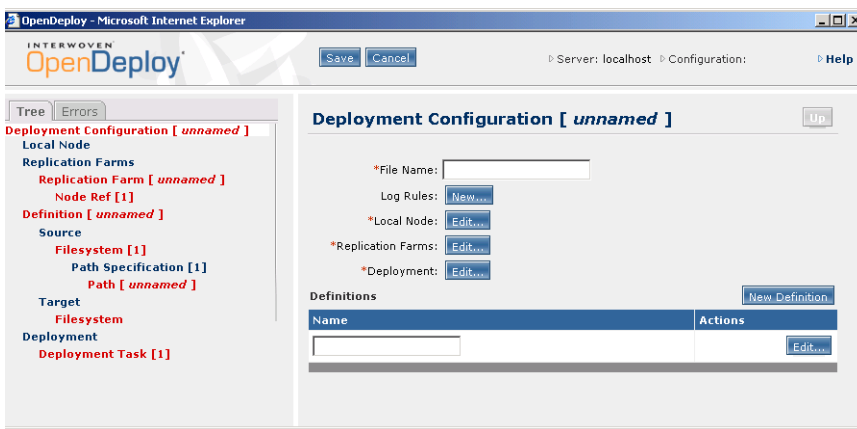 OpenDeploy - Microsoft Internet Explorer
INTERWOVEN
OpenDeploy
Save Cancel
Server: localhost Configuration:
Help
Tree Errors
Deployment Configuration [ unnamed ]
Local Node
Replication Farms
Replication Farm [ unnamed ]
Node Ref [1]
Definition [ unnamed ]
Source
Filesystem [1]
Path Specification [1]
Path [ unnamed ]
Target
Filesystem
Deployment
Deployment Task [1]
Deployment Configuration [ unnamed ]
Up
*File Name:
Log Rules: New...
*Local Node: Edit...
*Replication Farms: Edit...
*Deployment: Edit...
Definitions
New Definition
Name Actions
Edit...